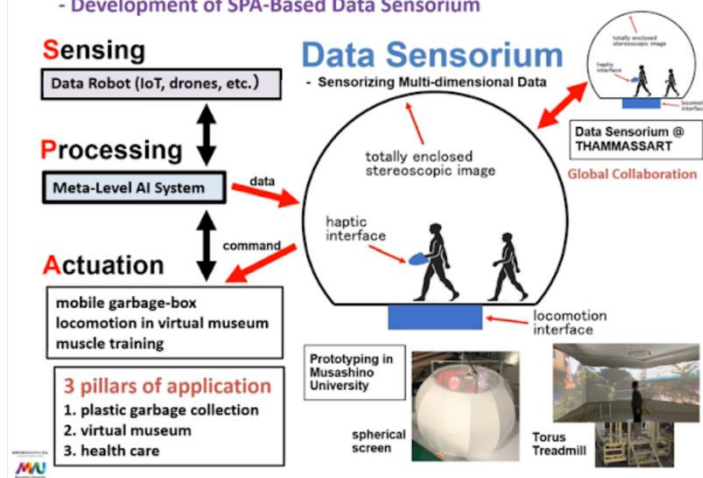 - Development of SPA-Based Data Sensorium
Sensing
Data Robot (IoT, drones, etc.)
Processing
Meta-Level AI System
data
command
Actuation
mobile garbage-box
locomotion in virtual museum
muscle training
3 pillars of application
1. plastic garbage collection
2. virtual museum
3. health care
Data Sensorium
- Sensorizing Multi-dimensional Data
totally enclosed
stereoscopic image
haptic
interface
locomotion
interface
Prototyping in
Musashino
University
spherical
screen
Torus
Treadmill
totally enclosed
stereoscopic image
haptic
interface
Data Sensorium @
THAMMASSART
Global Collaboration
MU